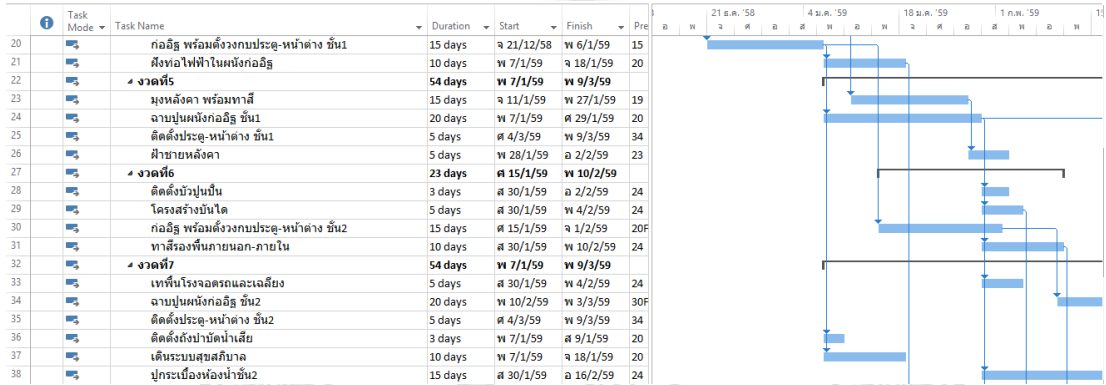 Task Mode Task Name Duration Start Finish Pre
21 ธ.ค. '58 4 ม.ค. '59 18 ม.ค. '59 1 ก.พ. '59 15
อ พ จ ศ อ ส พ อ พ จ ศ อ ส พ อ พ
20 ก่ออิฐ พร้อมตั้งวงกบประตู-หน้าต่าง ชั้น1 15 days จ 21/12/58 พ 6/1/59 15
21 ฝังท่อไฟฟ้าในผนังก่ออิฐ 10 days พ 7/1/59 จ 18/1/59 20
22 งวดที่5 54 days พ 7/1/59 พ 9/3/59
23 มุงหลังคา พร้อมทาสี 15 days จ 11/1/59 พ 27/1/59 19
24 ฉาบปูนผนังก่ออิฐ ชั้น1 20 days พ 7/1/59 ศ 29/1/59 20
25 ติดตั้งประตู-หน้าต่าง ชั้น1 5 days ศ 4/3/59 พ 9/3/59 34
26 ฝ้าชายหลังคา 5 days พ 28/1/59 อ 2/2/59 23
27 งวดที่6 23 days ศ 15/1/59 พ 10/2/59
28 ติดตั้งบัวปูนปั้น 3 days ส 30/1/59 อ 2/2/59 24
29 โครงสร้างบันได 5 days ส 30/1/59 พ 4/2/59 24
30 ก่ออิฐ พร้อมตั้งวงกบประตู-หน้าต่าง ชั้น2 15 days ศ 15/1/59 จ 1/2/59 20F
31 ทาสีรองพื้นภายนอก-ภายใน 10 days ส 30/1/59 พ 10/2/59 24
32 งวดที่7 54 days พ 7/1/59 พ 9/3/59
33 เทพื้นโรงจอดรถและเฉลียง 5 days ส 30/1/59 พ 4/2/59 24
34 ฉาบปูนผนังก่ออิฐ ชั้น2 20 days พ 10/2/59 พ 3/3/59 30F
35 ติดตั้งประตู-หน้าต่าง ชั้น2 5 days ศ 4/3/59 พ 9/3/59 34
36 ติดตั้งถังบำบัดน้ำเสีย 3 days พ 7/1/59 ส 9/1/59 20
37 เดินระบบสุขาภิบาล 10 days พ 7/1/59 จ 18/1/59 20
38 ปูกระเบื้องห้องน้ำชั้น2 15 days ส 30/1/59 อ 16/2/59 24